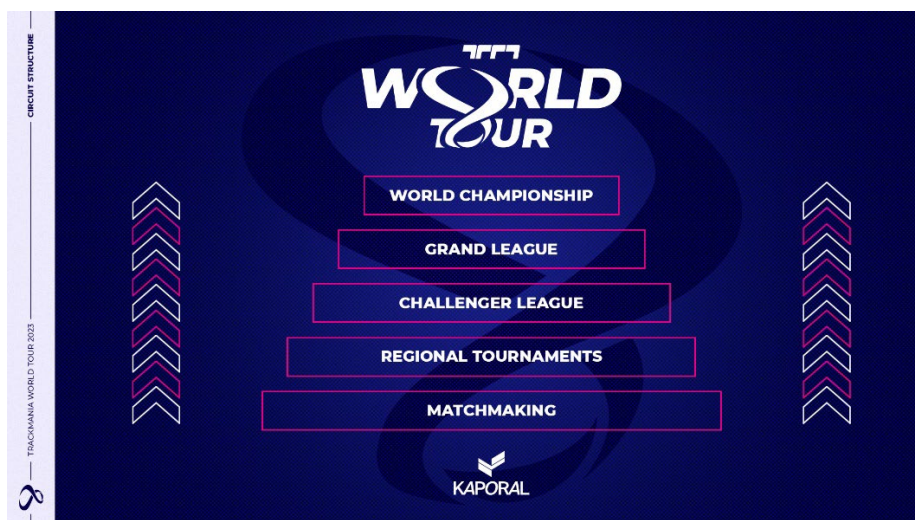 CIRCUIT STRUCTURE
TRACKMANIA WORLD TOUR 2023
WORLD
TOUR
WORLD CHAMPIONSHIP
GRAND LEAGUE
CHALLENGER LEAGUE
REGIONAL TOURNAMENTS
MATCHMAKING
KAPORAL